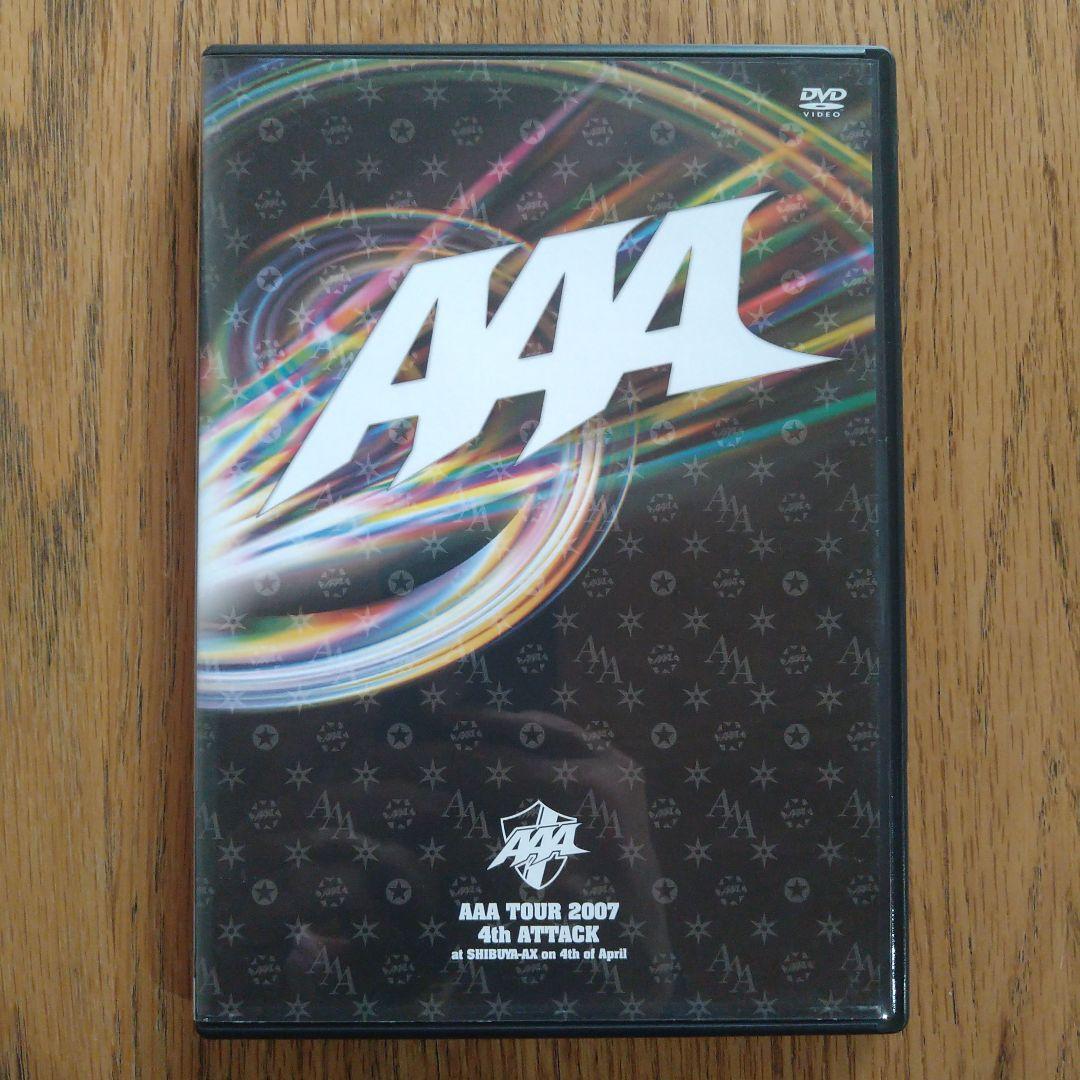 DVD
VIDEO
AAA
AAA
AAA TOUR 2007
4th ATTACK
at SHIBUYA-AX on 4th of April